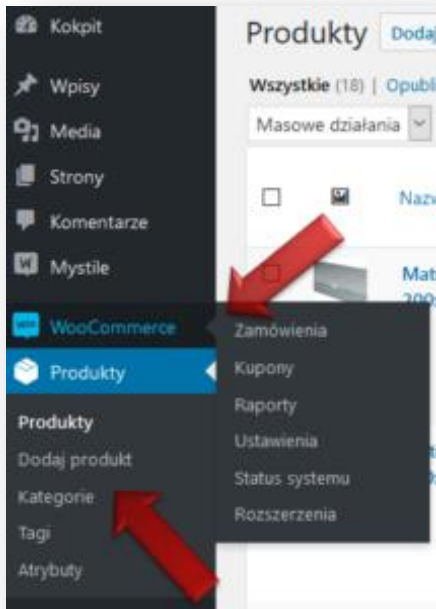 Kokpit
Wpisy
Media
Strony
Komentarze
Mystile
WooCommerce
Produkty
Produkty
Dodaj produkt
Kategorie
Tagi
Atrybuty
Zamówienia
Kupony
Raporty
Ustawienia
Status systemu
Rozszerzenia
Produkty Dodaj
Wszystkie (18) | Opubli
Masowe działania
Nazw
Mat